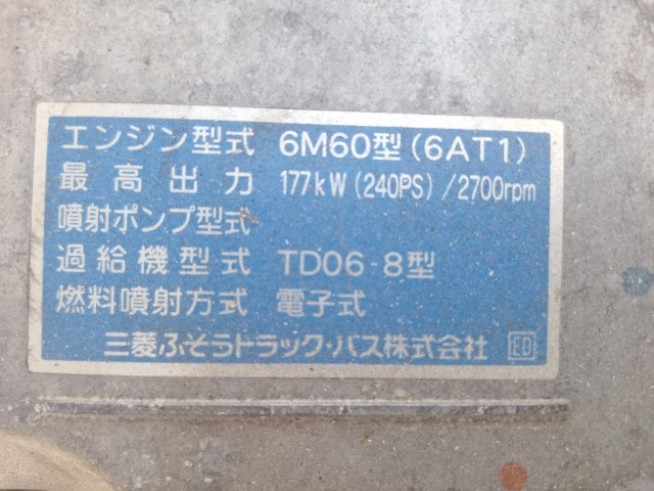 エンジン型式 6M60型(6AT1)
最高出力 177kW(240PS)/2700rpm
噴射ポンプ型式
過給機型式 TD06-8型
燃料噴射方式 電子式
三菱ふそうトラック・バス株式会社 ED